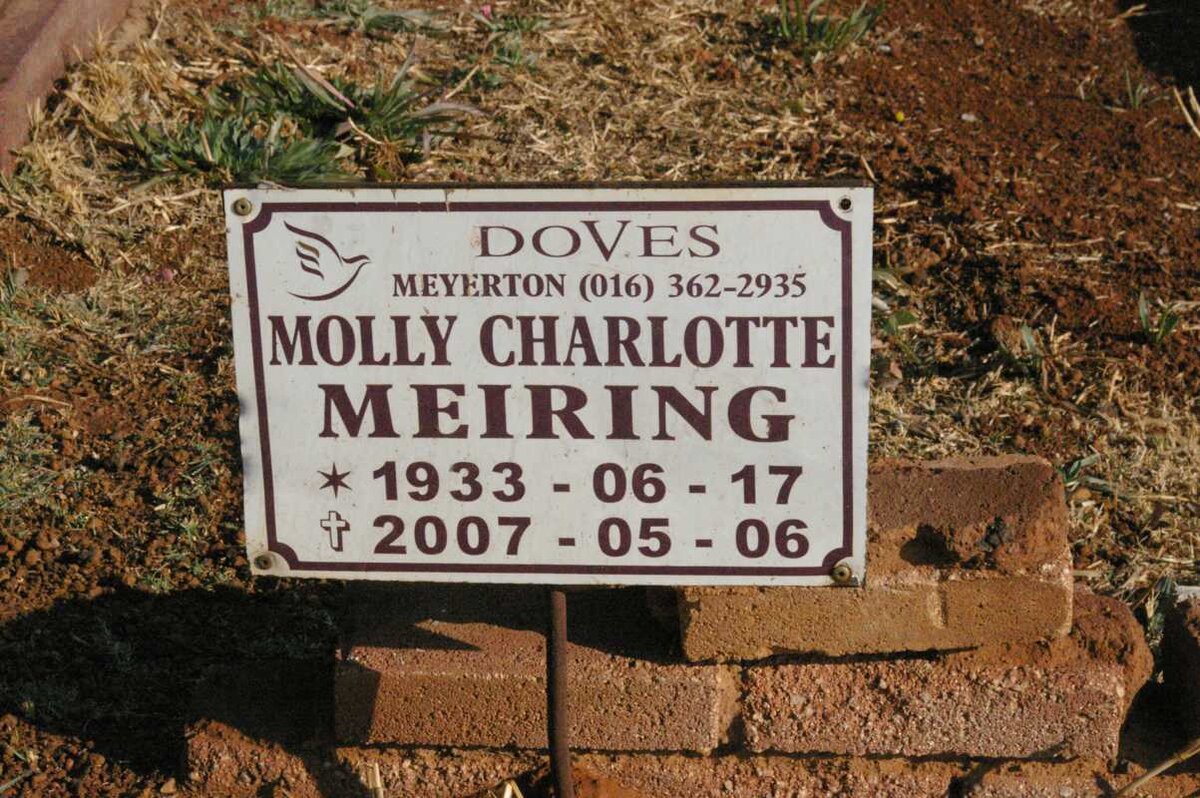 DOVES
MEYERTON (016) 362-2935
MOLLY CHARLOTTE
MEIRING
✶ 1933 - 06 - 17
✞ 2007 - 05 - 06